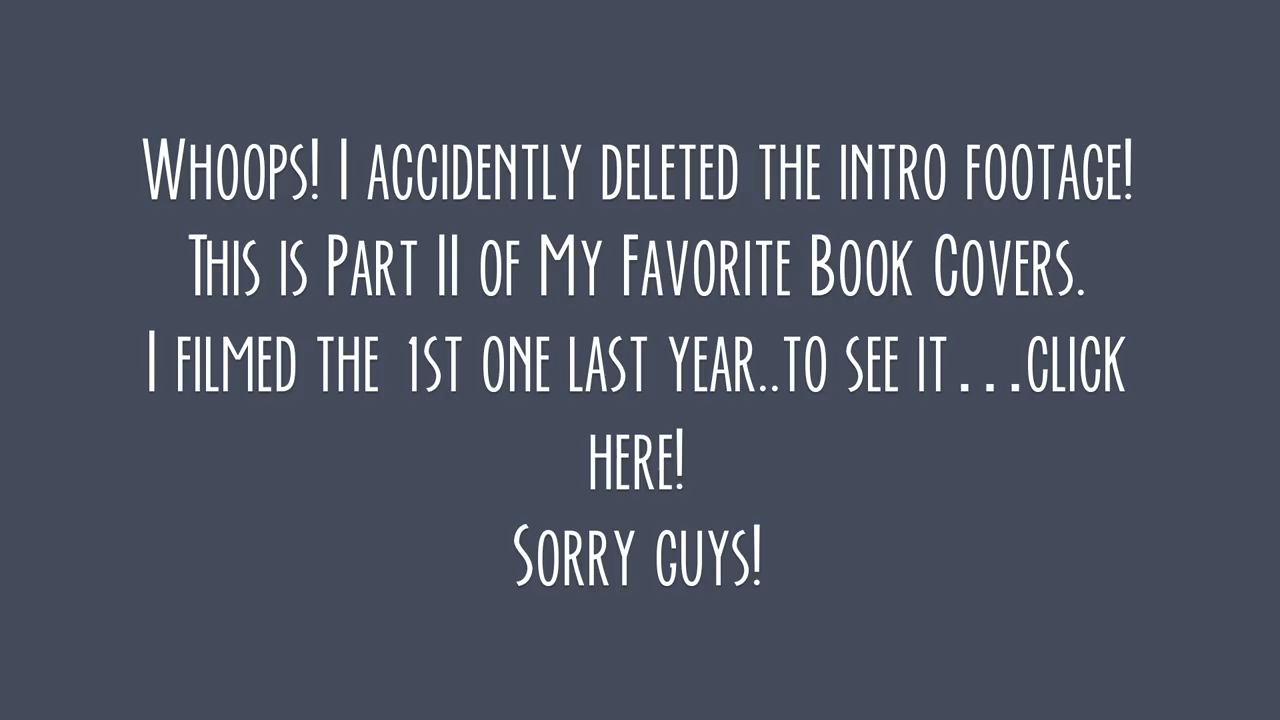 Whoops! I accidently deleted the intro footage!
This is Part II of My Favorite Book Covers.
I filmed the 1st one last year..to see it...click
here!
Sorry guys!